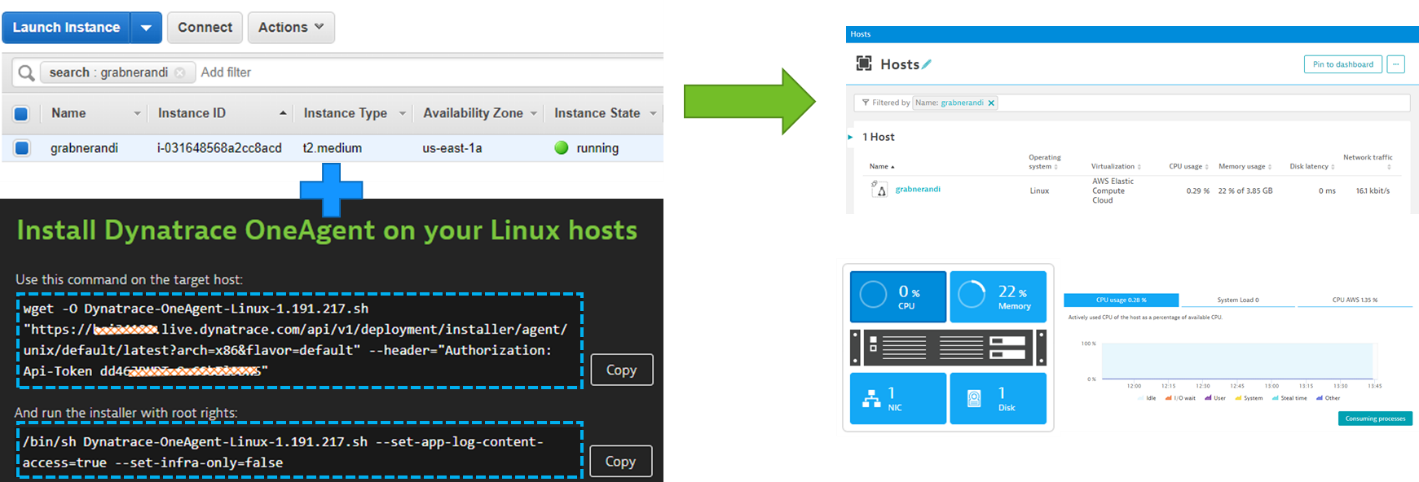 Launch Instance Connect Actions
search : grabnerandi Add filter
Name Instance ID Instance Type Availability Zone Instance State
grabnerandi i-031648568a2cc8acd t2.medium us-east-1a running
Install Dynatrace OneAgent on your Linux hosts
Use this command on the target host:
wget -O Dynatrace-OneAgent-Linux-1.191.217.sh
"https://.live.dynatrace.com/api/v1/deployment/installer/agent/
unix/default/latest?arch=x86&flavor=default" --header="Authorization:
Api-Token dd46"
Copy
And run the installer with root rights:
/bin/sh Dynatrace-OneAgent-Linux-1.191.217.sh --set-app-log-content-
access=true --set-infra-only=false
Copy
Hosts
Hosts Pin to dashboard ...
Filtered by Name: grabnerandi ×
1 Host
Name Operating system Virtualization CPU usage Memory usage Disk latency Network traffic
grabnerandi Linux AWS Elastic Compute Cloud 0.29 % 22 % of 3.85 GB 0 ms 16.1 kbit/s
0 % CPU
22 % Memory
1 NIC
1 Disk
CPU usage 0.28 % System Load 0 CPU AWS 1.35 %
Actively used CPU of the host as a percentage of available CPU
100 %
0 %
12:00 12:15 12:30 12:45 13:00 13:15 13:30 13:45
Idle I/O wait User System Steal time Other
Consuming processes